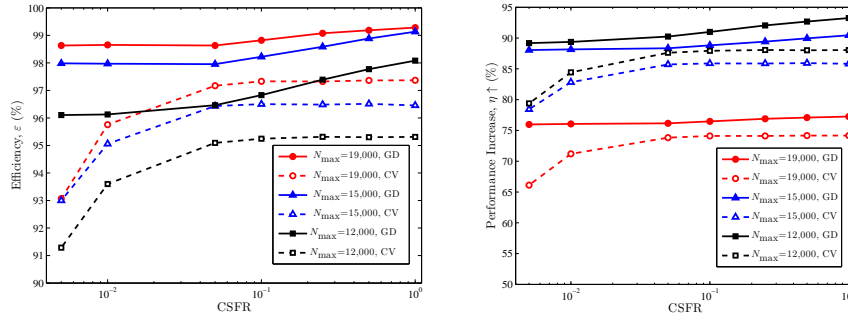 100
99
98
97
96
95
94
93
92
91
90
Efficiency, ε (%)
10⁻²
10⁻¹
10⁰
CSFR
N_max=19,000, GD
N_max=19,000, CV
N_max=15,000, GD
N_max=15,000, CV
N_max=12,000, GD
N_max=12,000, CV
95
90
85
80
75
70
65
60
55
50
Performance Increase, η ↑ (%)
10⁻²
10⁻¹
10⁰
CSFR
N_max=19,000, GD
N_max=19,000, CV
N_max=15,000, GD
N_max=15,000, CV
N_max=12,000, GD
N_max=12,000, CV